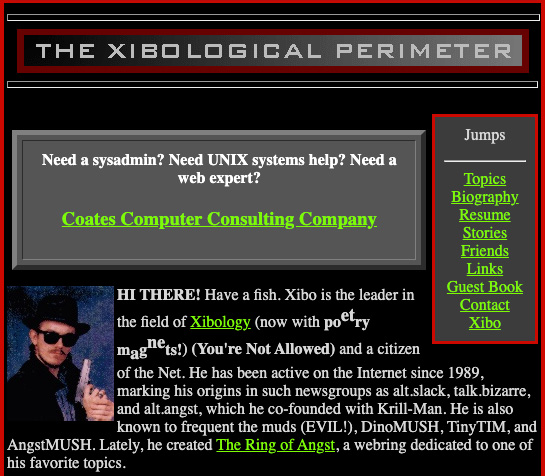 THE XIBOLOGICAL PERIMETER
Need a sysadmin? Need UNIX systems help? Need a
web expert?
Coates Computer Consulting Company
Jumps
Topics
Biography
Resume
Stories
Friends
Links
Guest Book
Contact
Xibo
HI THERE! Have a fish. Xibo is the leader in
the field of Xibology (now with poetry
magnets!) (You're Not Allowed) and a citizen
of the Net. He has been active on the Internet since 1989,
marking his origins in such newsgroups as alt.slack, talk.bizarre,
and alt.angst, which he co-founded with Krill-Man. He is also
known to frequent the muds (EVIL!), DinoMUSH, TinyTIM, and
AngstMUSH. Lately, he created The Ring of Angst, a webring dedicated to one of
his favorite topics.